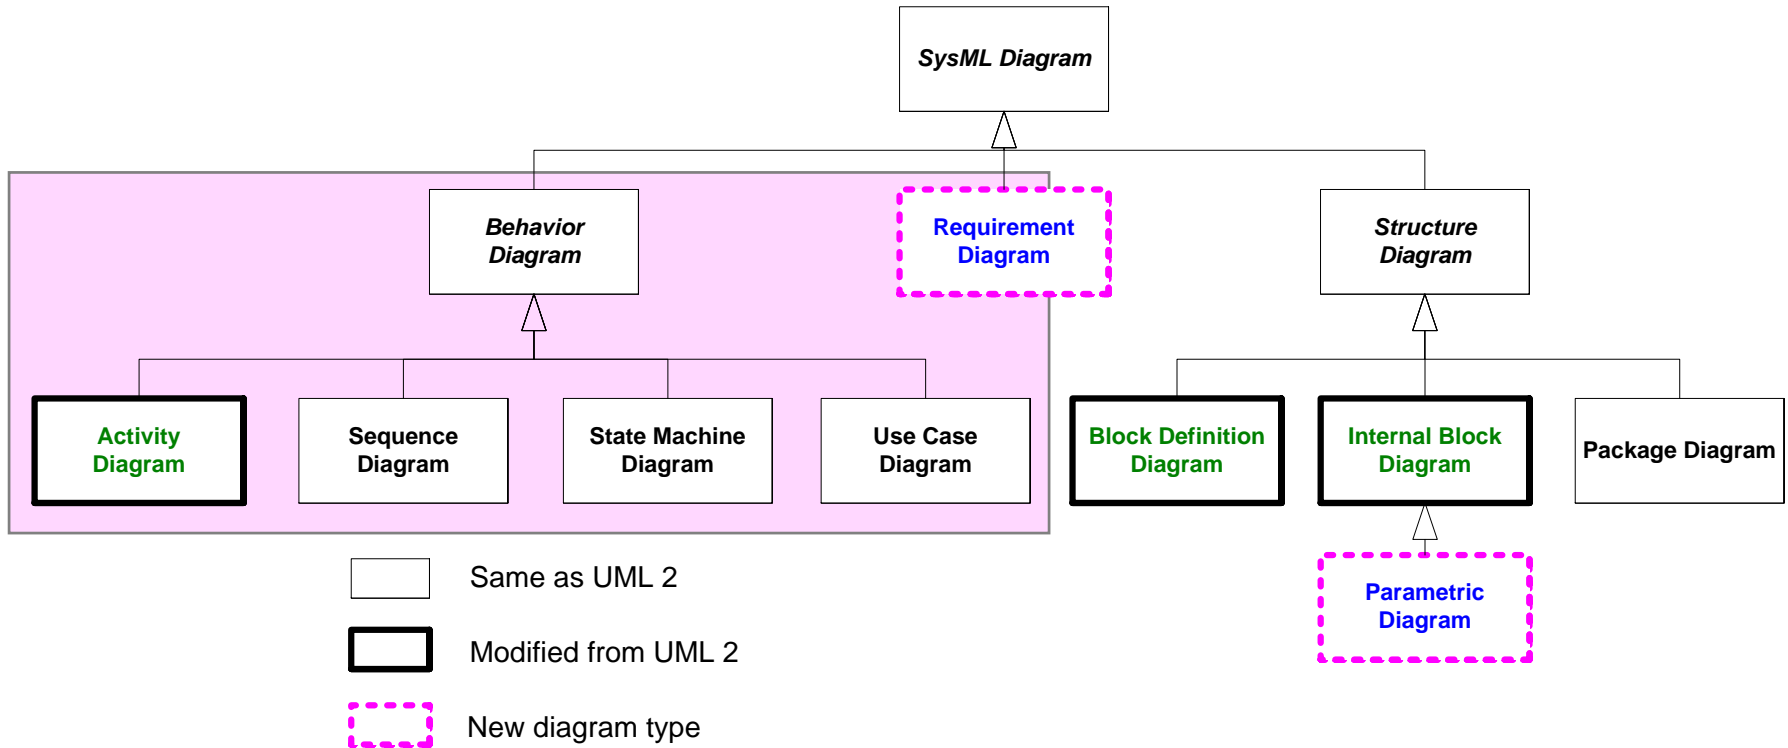 SysML Diagram
Behavior
Diagram
Requirement
Diagram
Structure
Diagram
Activity
Diagram
Sequence
Diagram
State Machine
Diagram
Use Case
Diagram
Block Definition
Diagram
Internal Block
Diagram
Package Diagram
Parametric
Diagram
Same as UML 2
Modified from UML 2
New diagram type